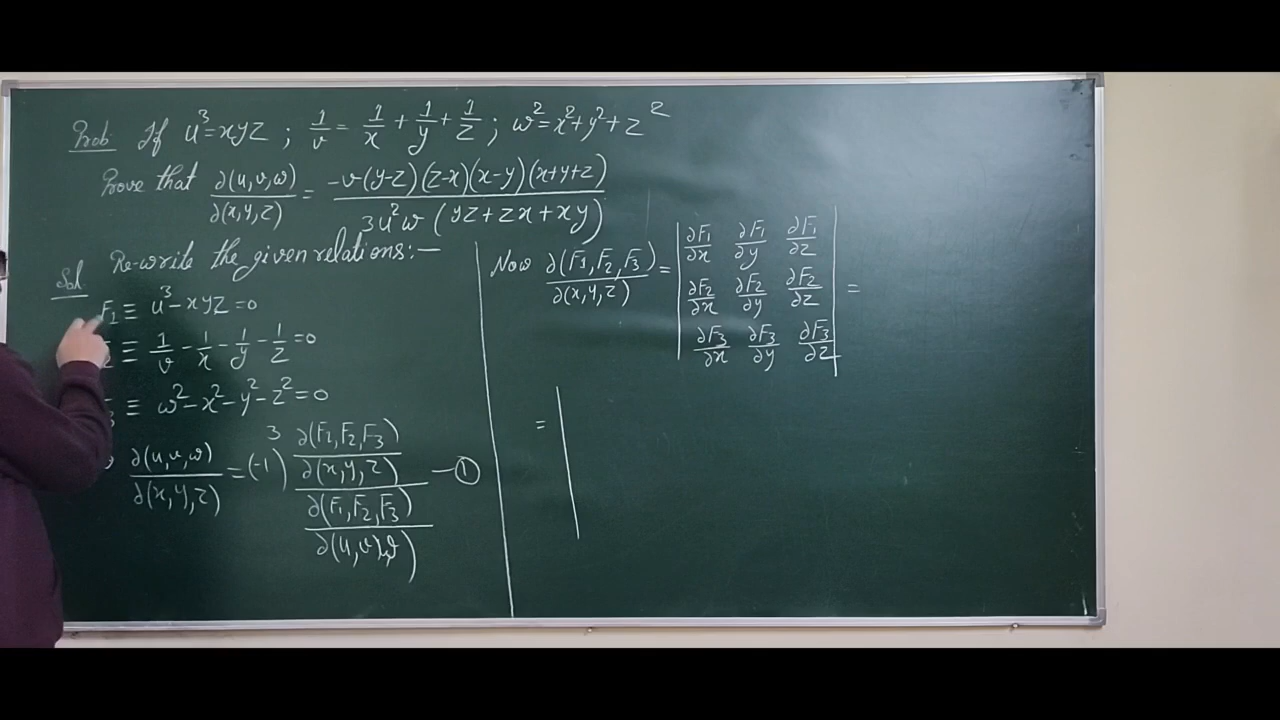 Prob. If u³=xyz ; 1/v = 1/x + 1/y + 1/z ; w²=x²+y²+z²
Prove that ∂(u,v,w)/∂(x,y,z) = -v(y-z)(z-x)(x-y)(x+y+z) / 3u²w (yz+zx+xy)
Sol. Re-write the given relations:-
F₁ ≡ u³-xyz=0
≡ 1/v - 1/x - 1/y - 1/z =0
≡ w²-x²-y²-z²=0
∂(u,v,w)/∂(x,y,z) = (-1)³ ∂(F₁,F₂,F₃)/∂(x,y,z) / ∂(F₁,F₂,F₃)/∂(u,v,w) — ①
Now ∂(F₁,F₂,F₃)/∂(x,y,z) = | ∂F₁/∂x ∂F₁/∂y ∂F₁/∂z
∂F₂/∂x ∂F₂/∂y ∂F₂/∂z
∂F₃/∂x ∂F₃/∂y ∂F₃/∂z | =
= |